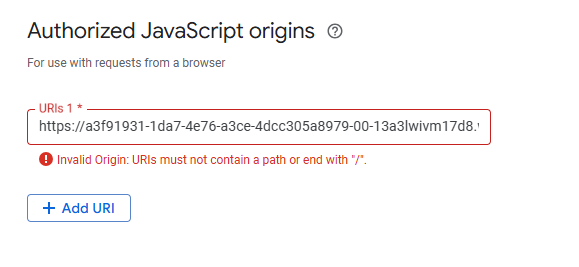 Authorized JavaScript origins
For use with requests from a browser
URIs 1 *
https://a3f91931-1da7-4e76-a3ce-4dcc305a8979-00-13a3lwivm17d8.
Invalid Origin: URIs must not contain a path or end with "/".
+ Add URI